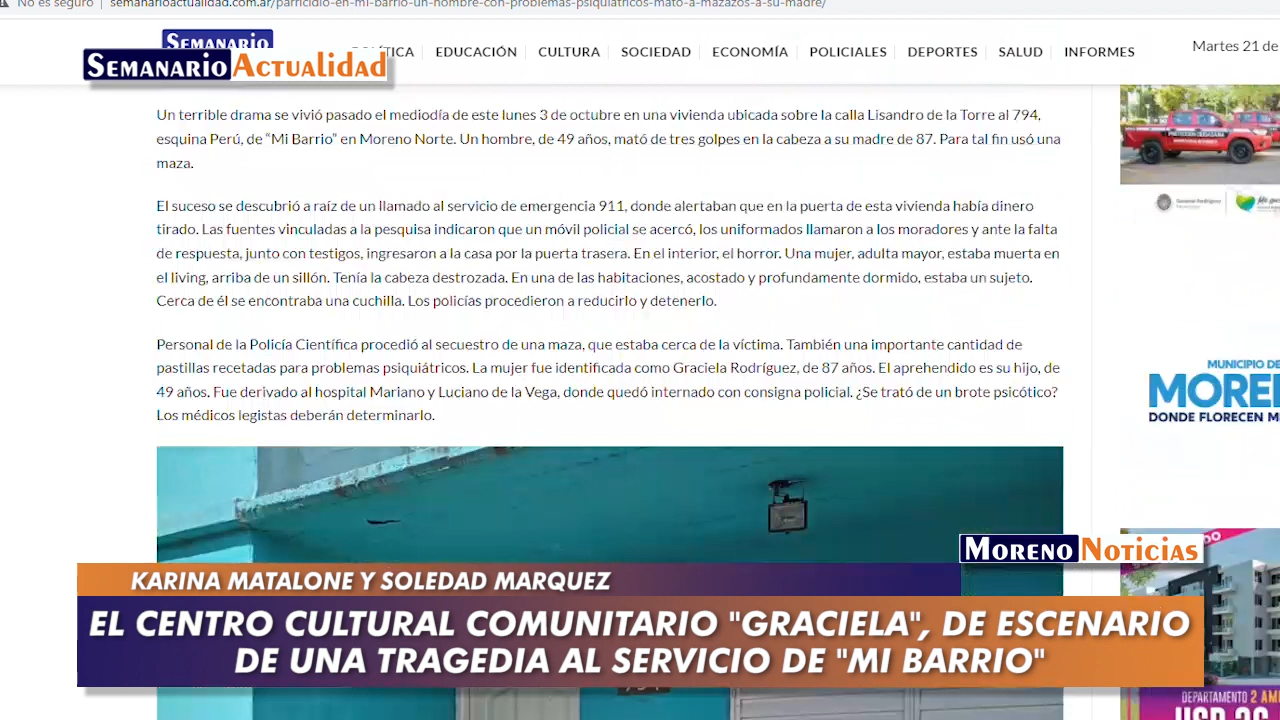 No es seguro | semanarioactualidad.com.ar/parricidio-en-mi-barrio-un-hombre-con-problemas-psiquiatricos-mato-a-mazazos-a-su-madre/
SEMANARIO
SEMANARIO ACTUALIDAD
POLÍTICA EDUCACIÓN CULTURA SOCIEDAD ECONOMÍA POLICIALES DEPORTES SALUD INFORMES
Martes 21 de
Un terrible drama se vivió pasado el mediodía de este lunes 3 de octubre en una vivienda ubicada sobre la calla Lisandro de la Torre al 794,
esquina Perú, de “Mi Barrio” en Moreno Norte. Un hombre, de 49 años, mató de tres golpes en la cabeza a su madre de 87. Para tal fin usó una
maza.
El suceso se descubrió a raíz de un llamado al servicio de emergencia 911, donde alertaban que en la puerta de esta vivienda había dinero
tirado. Las fuentes vinculadas a la pesquisa indicaron que un móvil policial se acercó, los uniformados llamaron a los moradores y ante la falta
de respuesta, junto con testigos, ingresaron a la casa por la puerta trasera. En el interior, el horror. Una mujer, adulta mayor, estaba muerta en
el living, arriba de un sillón. Tenía la cabeza destrozada. En una de las habitaciones, acostado y profundamente dormido, estaba un sujeto.
Cerca de él se encontraba una cuchilla. Los policías procedieron a reducirlo y detenerlo.
Personal de la Policía Científica procedió al secuestro de una maza, que estaba cerca de la víctima. También una importante cantidad de
pastillas recetadas para problemas psiquiátricos. La mujer fue identificada como Graciela Rodríguez, de 87 años. El aprehendido es su hijo, de
49 años. Fue derivado al hospital Mariano y Luciano de la Vega, donde quedó internado con consigna policial. ¿Se trató de un brote psicótico?
Los médicos legistas deberán determinarlo.
MUNICIPIO DE
MORE
DONDE FLORECEN M
MORENO NOTICIAS
KARINA MATALONE Y SOLEDAD MARQUEZ
EL CENTRO CULTURAL COMUNITARIO "GRACIELA", DE ESCENARIO
DE UNA TRAGEDIA AL SERVICIO DE "MI BARRIO"
DEPARTAMENTO 2 AM